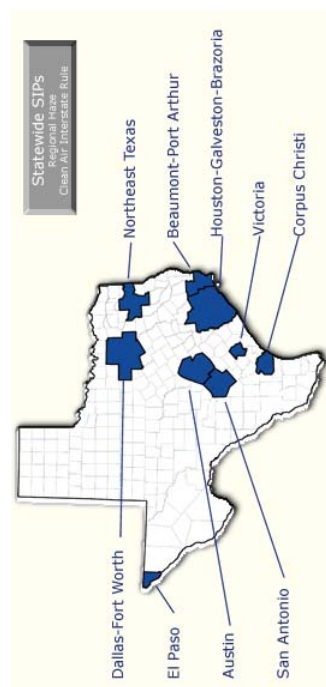 Statewide SIPs
Regional Haze
Clean Air Interstate Rule
Northeast Texas
Beaumont-Port Arthur
Houston-Galveston-Brazoria
Victoria
Corpus Christi
Dallas-Fort Worth
El Paso
Austin
San Antonio